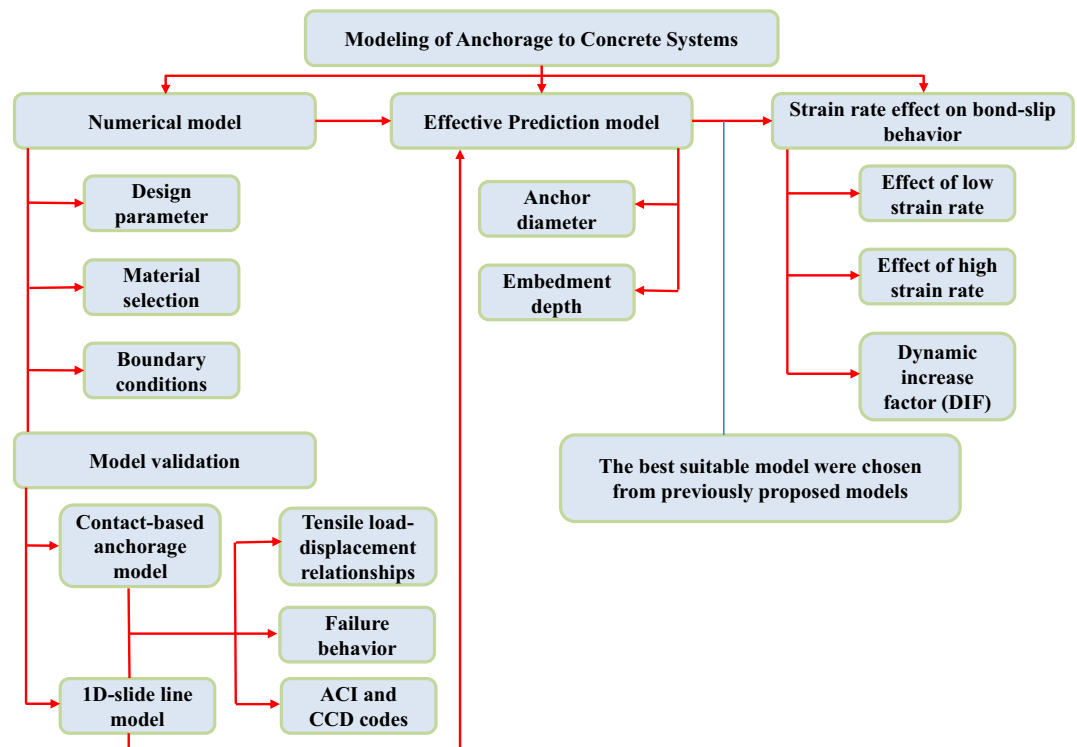 Modeling of Anchorage to Concrete Systems
Numerical model
Effective Prediction model
Strain rate effect on bond-slip
behavior
Design
parameter
Material
selection
Boundary
conditions
Anchor
diameter
Embedment
depth
Effect of low
strain rate
Effect of high
strain rate
Dynamic
increase
factor (DIF)
The best suitable model were chosen
from previously proposed models
Model validation
Contact-based
anchorage
model
1D-slide line
model
Tensile load-
displacement
relationships
Failure
behavior
ACI and
CCD codes